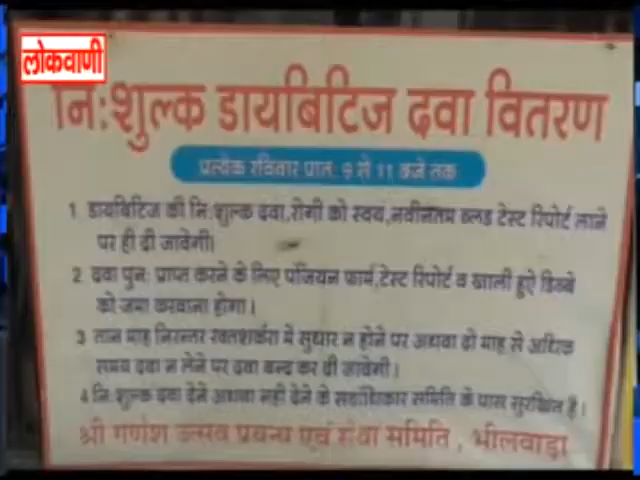 लोकवाणी
नि:शुल्क डायबिटिज दवा वितरण
प्रत्येक रविवार प्रातः 9 से 11 बजे तक
1 डायबिटिज की नि:शुल्क दवा,रोगी को स्वयं,नवीनतम ब्लड टेस्ट रिपोर्ट लाने
पर ही दी जावेगी।
2 दवा पुनः प्राप्त करने के लिए पंजियन फार्म,टेस्ट रिपोर्ट व खाली हुऐ डिब्बे
को जमा करवाना होगा।
3 तीन माह निरन्तर रक्तशर्करा मे सुधार न होने पर अथवा दो माह से अधिक
समय दवा न लेने पर दवा बन्द कर दी जावेगी।
4 नि:शुल्क दवा देने अथवा नही देने के सर्वाधिकार समिति के पास सुरक्षित है।
श्री गणेश उत्सव प्रबन्ध एवं सेवा समिति, भीलवाड़ा